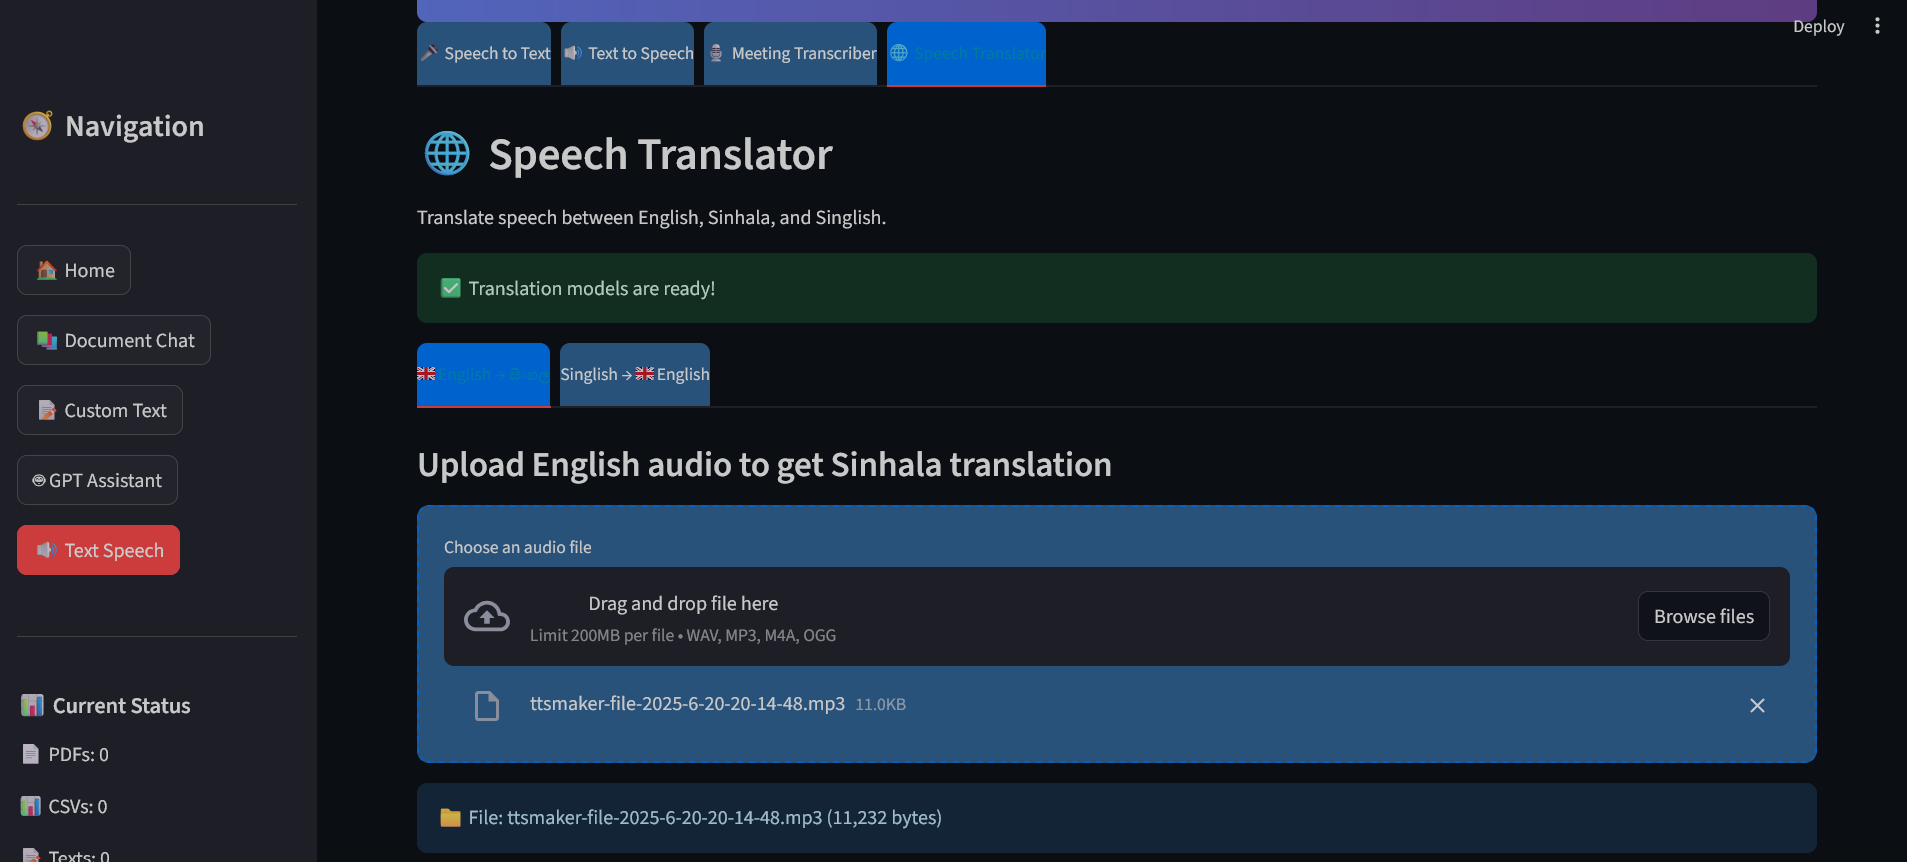 Deploy
Speech to Text
Text to Speech
Meeting Transcriber
Speech Translator
Navigation
Home
Document Chat
Custom Text
GPT Assistant
Text Speech
Current Status
PDFs: 0
CSVs: 0
Texts: 0
Speech Translator
Translate speech between English, Sinhala, and Singlish.
Translation models are ready!
English → සිංහල
Singlish → English
Upload English audio to get Sinhala translation
Choose an audio file
Drag and drop file here
Limit 200MB per file • WAV, MP3, M4A, OGG
Browse files
ttsmaker-file-2025-6-20-20-14-48.mp3 11.0KB
File: ttsmaker-file-2025-6-20-20-14-48.mp3 (11,232 bytes)